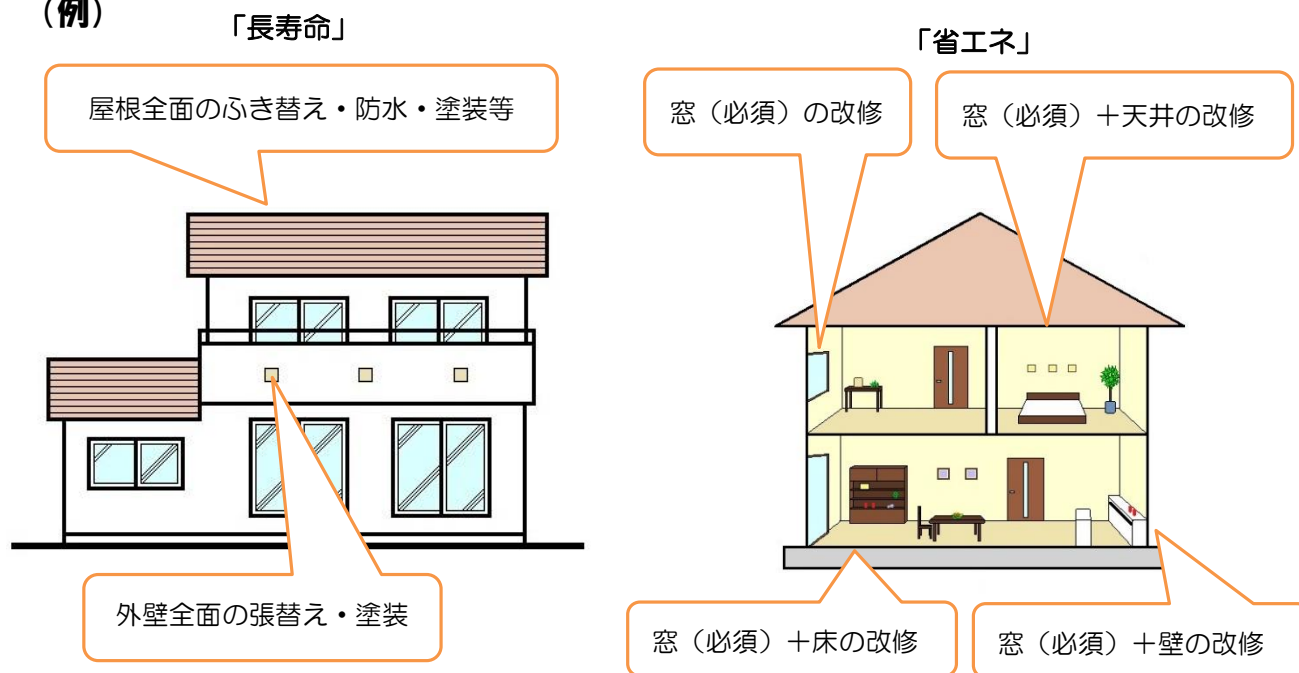 (例)
「長寿命」
「省エネ」
屋根全面のふき替え・防水・塗装等
窓（必須）の改修
窓（必須）＋天井の改修
外壁全面の張替え・塗装
窓（必須）＋床の改修
窓（必須）＋壁の改修